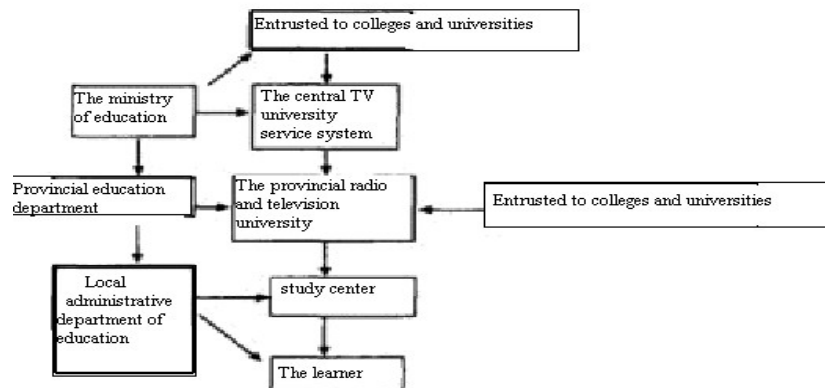 Entrusted to colleges and universities
The ministry
of education
The central TV
university
service system
Provincial education
department
The provincial radio
and television
university
Entrusted to colleges and universities
Local
administrative
department of
education
study center
The learner